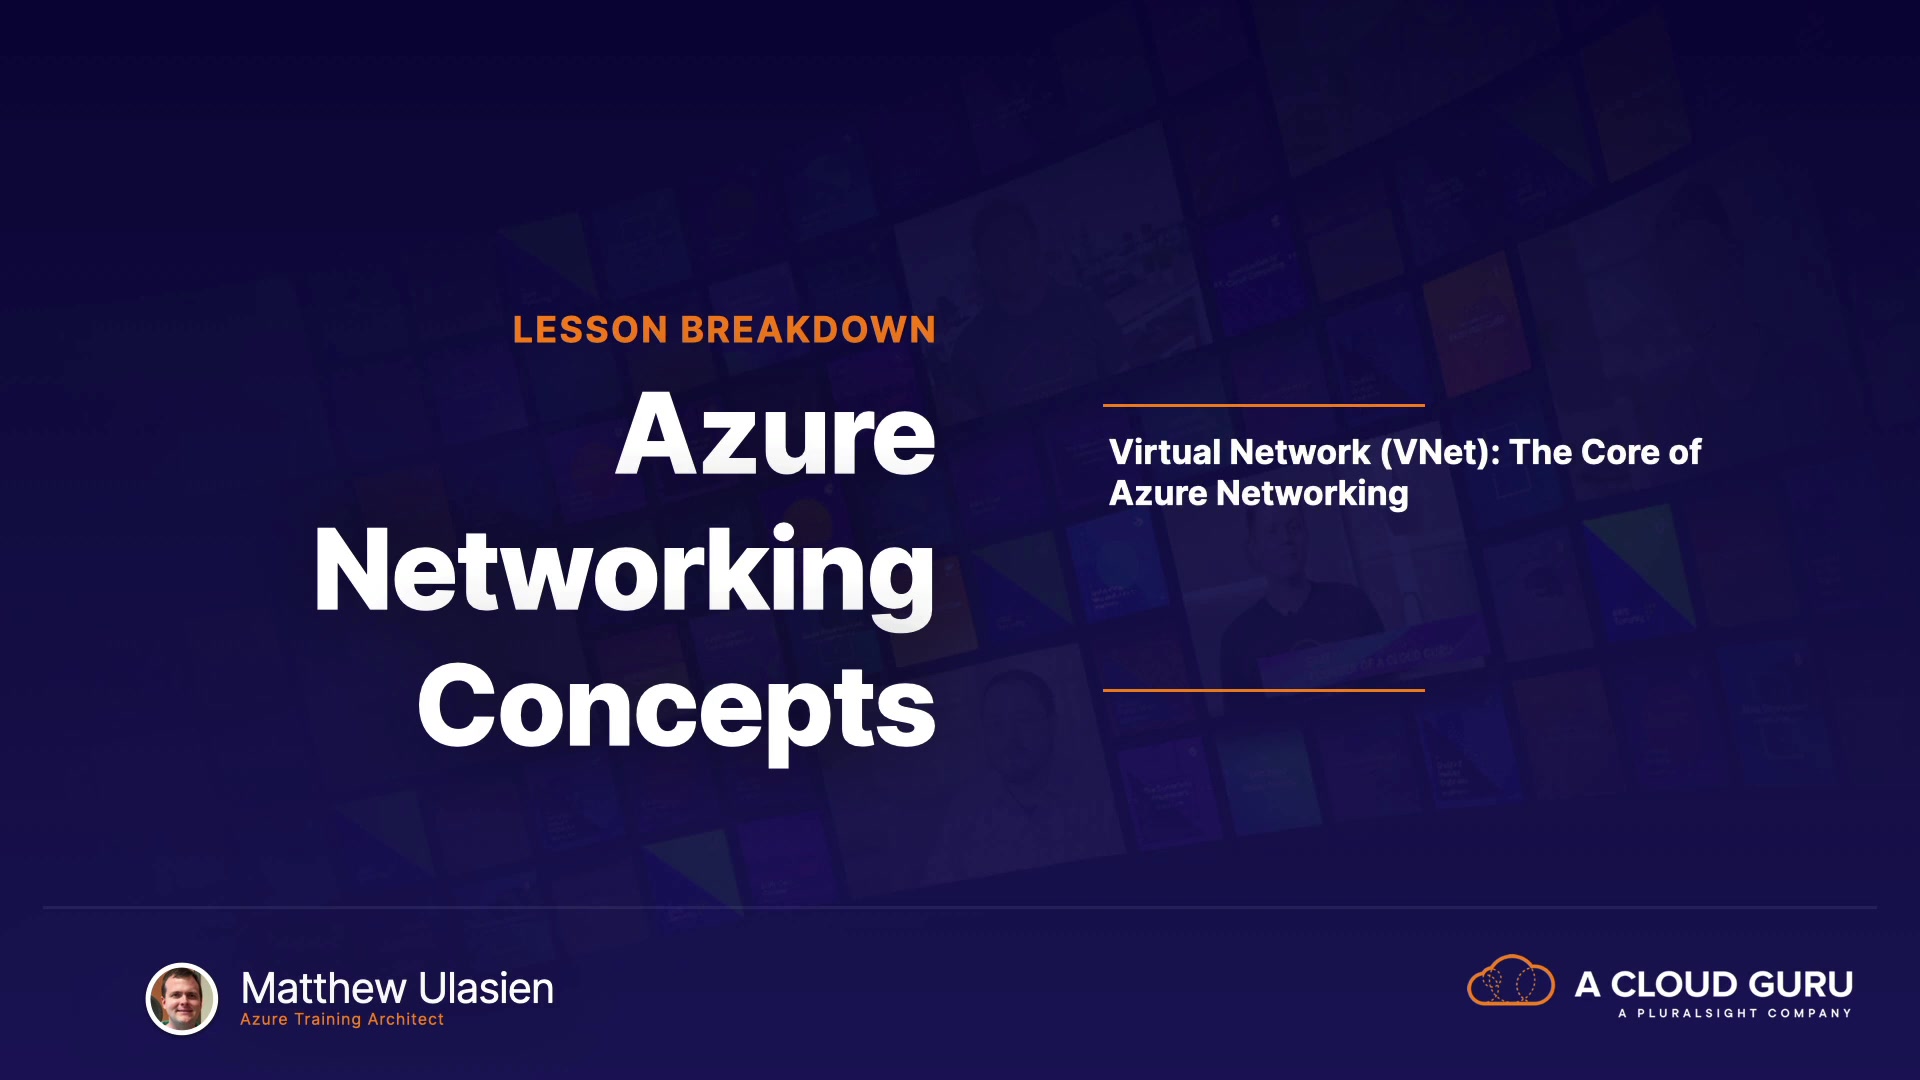 LESSON BREAKDOWN
Azure
Networking
Concepts
Virtual Network (VNet): The Core of
Azure Networking
Matthew Ulasien
Azure Training Architect
A CLOUD GURU
A PLURALSIGHT COMPANY